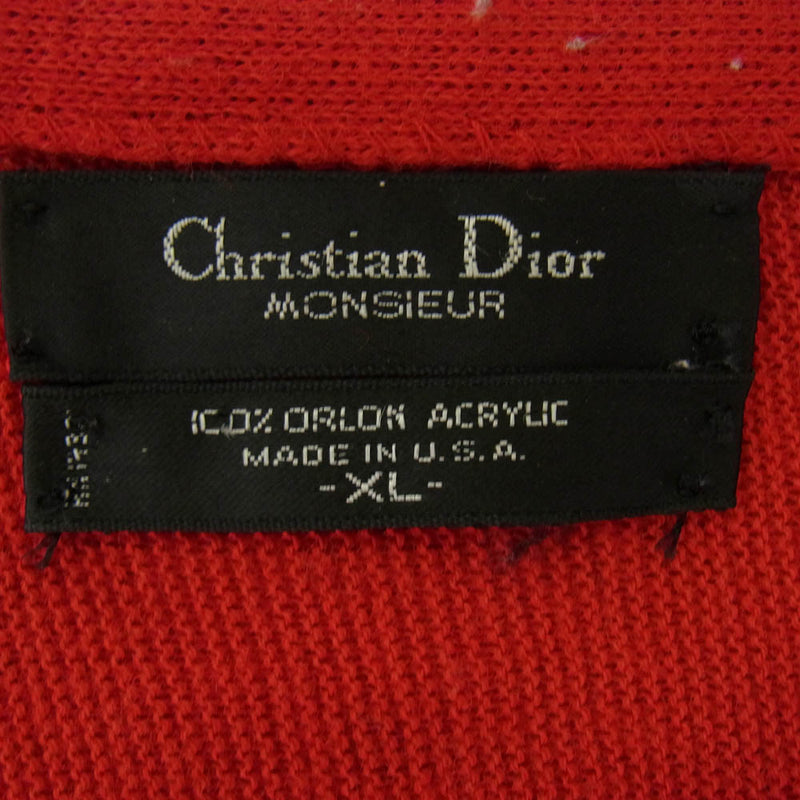 Christian Dior
MONSIEUR
100% ORLON ACRYLIC
MADE IN U.S.A.
-XL-